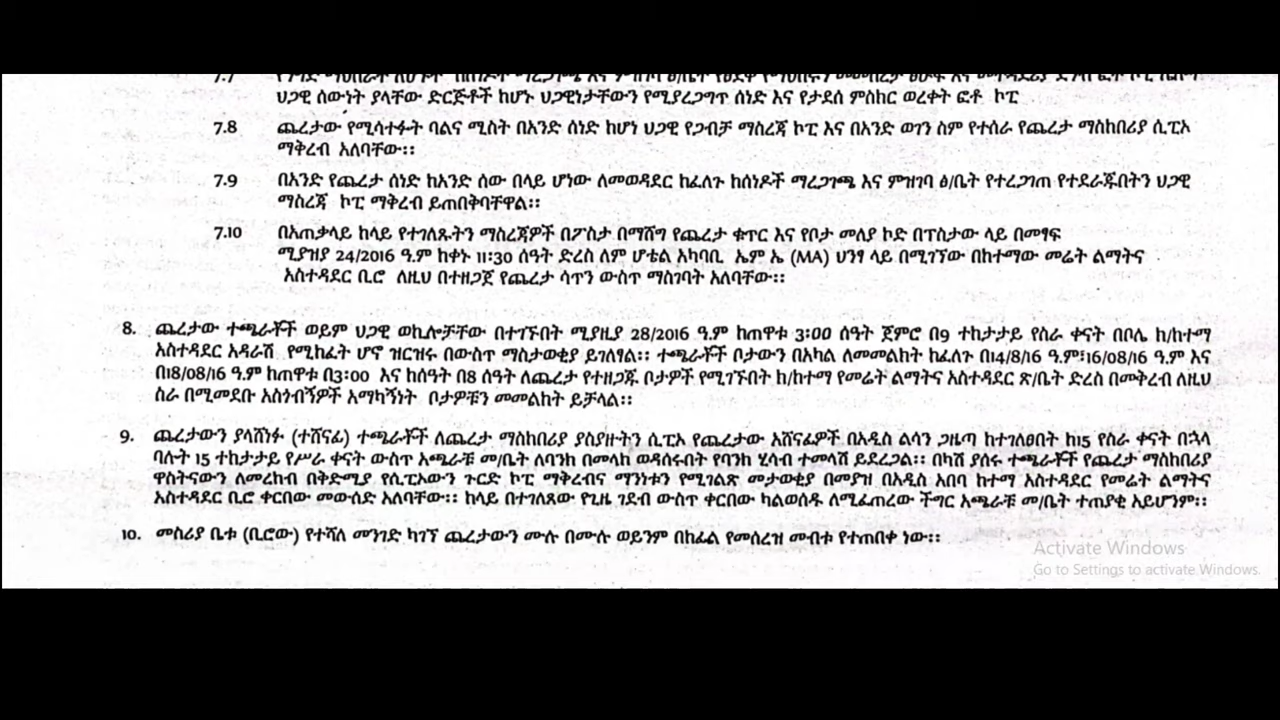 ህጋዊ ሰውነት ያላቸው ድርጅቶች ከሆኑ ህጋዊነታቸውን የሚያረጋግጥ ሰነድ እና የታደሰ ምስክር ወረቀት ፎቶ ኮፒ
7.8 ጨረታው የሚሳተፉት ባልና ሚስት በአንድ ሰነድ ከሆነ ህጋዊ የጋብቻ ማስረጃ ኮፒ እና በአንድ ወገን ስም የተሰራ የጨረታ ማስከበሪያ ሲፒኦ
ማቅረብ አለባቸው፡፡
7.9 በአንድ የጨረታ ሰነድ ከአንድ ሰው በላይ ሆነው ለመወዳደር ከፈለጉ ከሰነዶች ማረጋገጫ እና ምዝገባ ፅ/ቤት የተረጋገጠ የተደራጁበትን ህጋዊ
ማስረጃ ኮፒ ማቅረብ ይጠበቅባቸዋል፡፡
7.10 በአጠቃላይ ከላይ የተገለጹትን ማስረጃዎች በፖስታ በማሸግ የጨረታ ቁጥር እና የቦታ መለያ ኮድ በፐስታው ላይ በመፃፍ
ሚያዝያ 24/2016 ዓ.ም ከቀኑ 11፡30 ሰዓት ድረስ ለም ሆቴል አካባቢ ኤም ኤ (MA) ህንፃ ላይ በሚገኘው በከተማው መሬት ልማትና
አስተዳደር ቢሮ ለዚህ በተዘጋጀ የጨረታ ሳጥን ውስጥ ማስገባት አለባቸው፡፡
8. ጨረታው ተጫራቾች ወይም ህጋዊ ወኪሎቻቸው በተገኙበት ሚያዚያ 28/2016 ዓ.ም ከጠዋቱ 3፡00 ሰዓት ጀምሮ በ9 ተከታታይ የስራ ቀናት በቦሌ ክ/ከተማ
አስተዳደር አዳራሽ የሚከፈት ሆኖ ዝርዝሩ በውስጥ ማስታወቂያ ይገለፃል፡፡ ተጫራቾች ቦታውን በአካል ለመመልከት ከፈለጉ በ14/8/16 ዓ.ም፣16/08/16 ዓ.ም እና
በ18/08/16 ዓ.ም ከጠዋቱ በ3፡00 እና ከሰዓት በ8 ሰዓት ለጨረታ የተዘጋጁ ቦታዎች የሚገኙበት ክ/ከተማ የመሬት ልማትና አስተዳደር ጽ/ቤት ድረስ በመቅረብ ለዚህ
ስራ በሚመደቡ አስጎብኝዎች አማከኝነት ቦታዎቹን መመልከት ይቻላል፡፡
9. ጨረታውን ያላሸነፉ (ተሸናፊ) ተጫራቾች ለጨረታ ማስከበሪያ ያስያዙትን ሲፒኦ የጨረታው አሸናፊዎች በአዲስ ልሳን ጋዜጣ ከተገለፀበት ከ15 የስራ ቀናት በኋላ
ባሉት 15 ተከታታይ የሥራ ቀናት ውስጥ አጫራቹ መ/ቤት ለባንክ በመላክ ወዳሰሩበት የባንክ ሂሳብ ተመላሽ ይደረጋል፡፡ በካሽ ያሰሩ ተጫራቾች የጨረታ ማስከበሪያ
ዋስትናውን ለመረከብ በቅድሚያ የሲፒኦውን ጉርድ ኮፒ ማቅረብና ማንነቱን የሚገልጽ መታወቂያ በመያዝ በአዲስ አበባ ከተማ አስተዳደር የመሬት ልማትና
አስተዳደር ቢሮ ቀርበው መውሰድ አለባቸው፡፡ ከላይ በተገለጸው የጊዜ ገደብ ውስጥ ቀርበው ካልወሰዱ ለሚፈጠረው ችግር አጫራቹ መ/ቤት ተጠያቂ አይሆንም፡፡
10. መስሪያ ቤቱ (ቢሮው) የተሻለ መንገድ ካገኘ ጨረታውን ሙሉ በሙሉ ወይንም በከፊል የመሰረዝ መብቱ የተጠበቀ ነው፡፡
Activate Windows
Go to Settings to activate Windows.